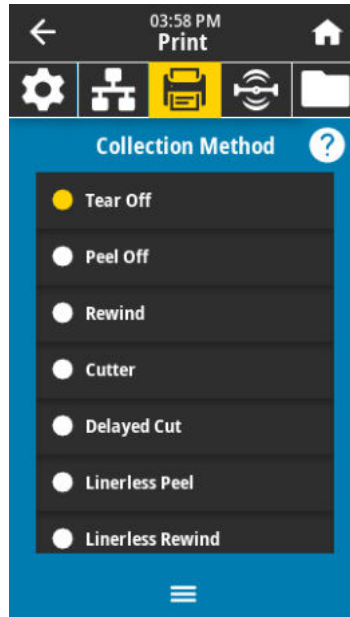 03:58 PM
Print
Collection Method
?
Tear Off
Peel Off
Rewind
Cutter
Delayed Cut
Linerless Peel
Linerless Rewind